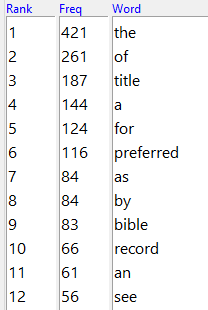 Rank Freq Word
1 421 the
2 261 of
3 187 title
4 144 a
5 124 for
6 116 preferred
7 84 as
8 84 by
9 83 bible
10 66 record
11 61 an
12 56 see